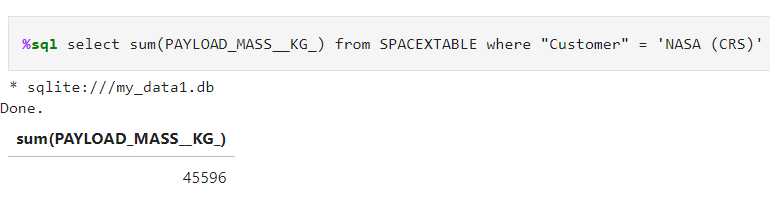 %sql select sum(PAYLOAD_MASS__KG_) from SPACEXTABLE where "Customer" = 'NASA (CRS)'
* sqlite:///my_data1.db
Done.
sum(PAYLOAD_MASS__KG_)
45596